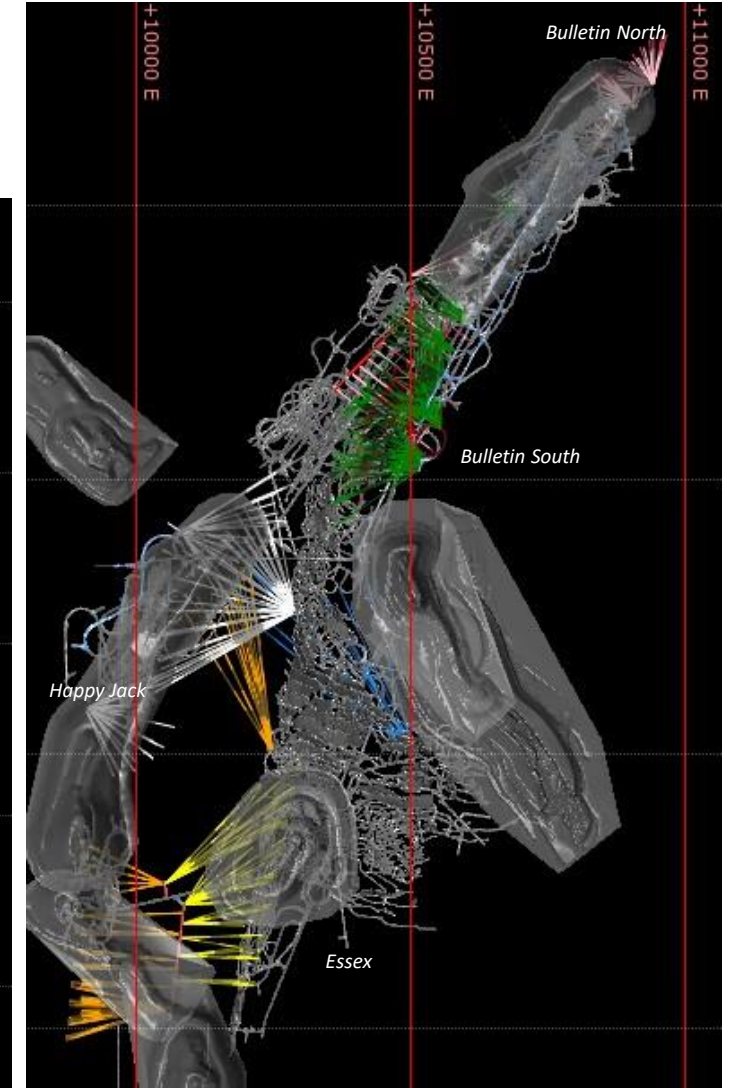 Bulletin North
+10000 E
+10500 E
+11000 E
Bulletin South
Happy Jack
Essex